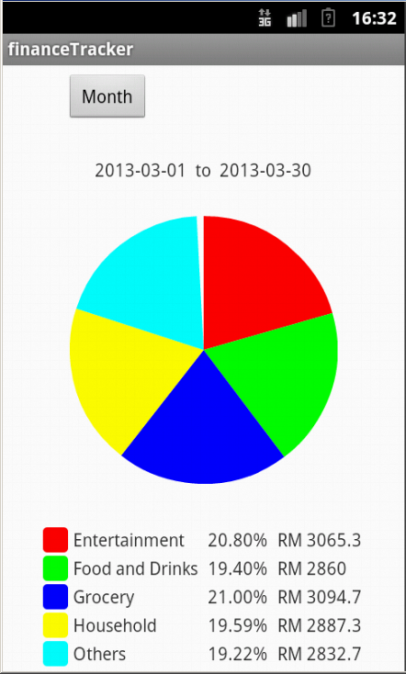 3G 16:32
financeTracker
Month
2013-03-01 to 2013-03-30
Entertainment 20.80% RM 3065.3
Food and Drinks 19.40% RM 2860
Grocery 21.00% RM 3094.7
Household 19.59% RM 2887.3
Others 19.22% RM 2832.7